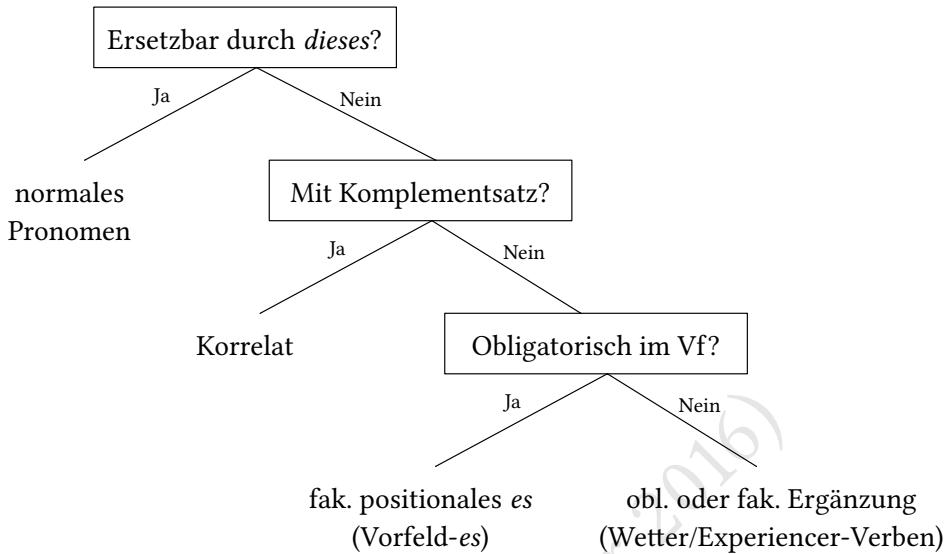 Ersetzbar durch dieses?
Ja
Nein
normales
Pronomen
Mit Komplementsatz?
Ja
Nein
Korrelat
Obligatorisch im Vf?
Ja
Nein
fak. positionales es
(Vorfeld-es)
obl. oder fak. Ergänzung
(Wetter/Experiencer-Verben)
2016)